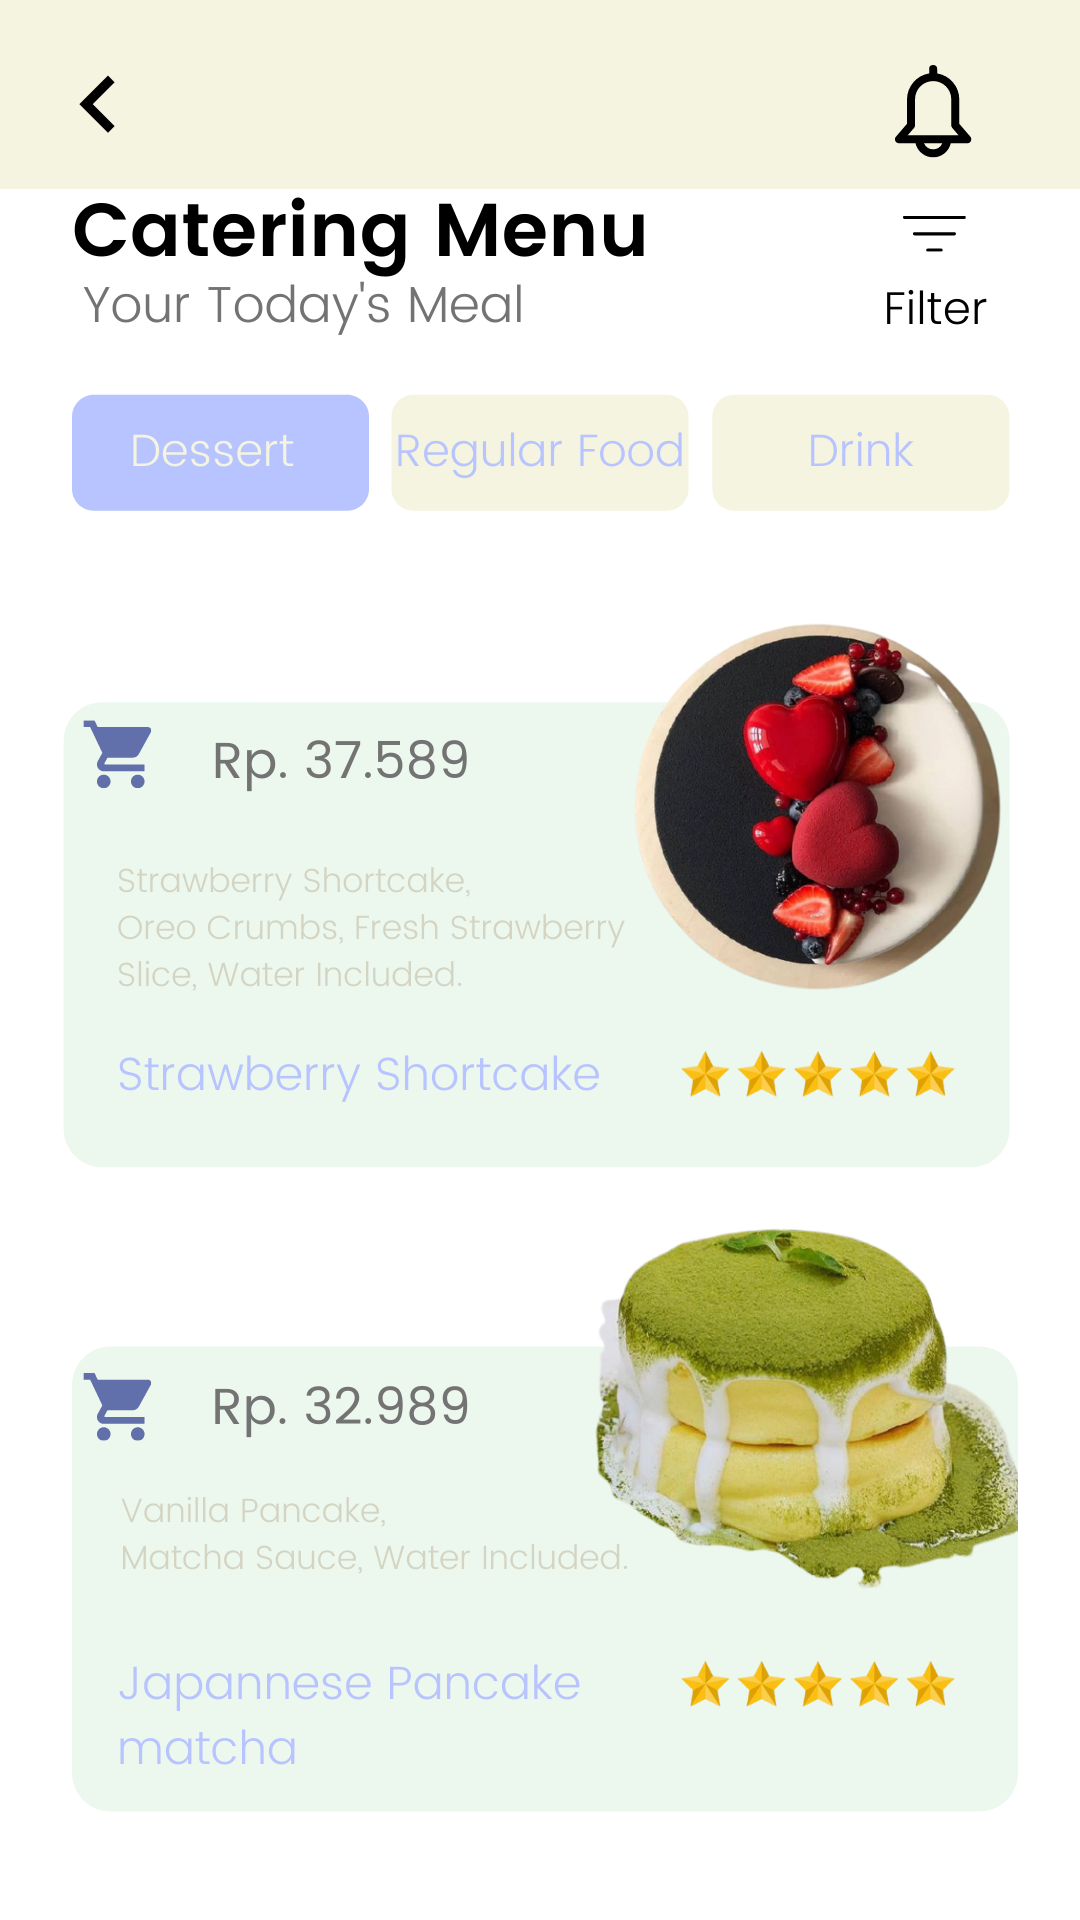 Catering Menu
Your Today's Meal
Filter
Dessert
Regular Food
Drink
Rp. 37.589
Strawberry Shortcake,
Oreo Crumbs, Fresh Strawberry
Slice, Water Included.
Strawberry Shortcake
Rp. 32.989
Vanilla Pancake,
Matcha Sauce, Water Included.
Japannese Pancake
matcha